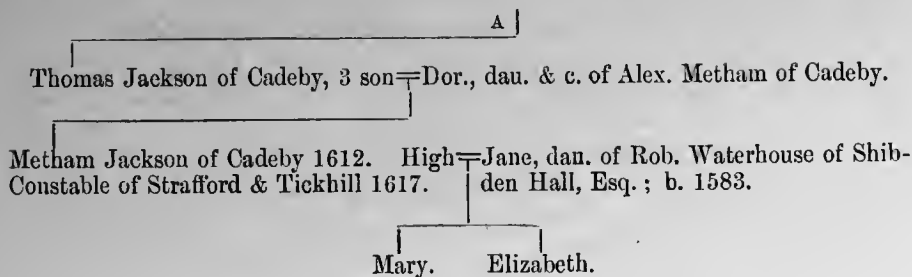 A
Thomas Jackson of Cadeby, 3 son=Dor., dau. & c. of Alex. Metham of Cadeby.
Metham Jackson of Cadeby 1612. High=Jane, dan. of Rob. Waterhouse of Shib-
Constable of Strafford & Tickhill 1617. den Hall, Esq.; b. 1583.
Mary. Elizabeth.